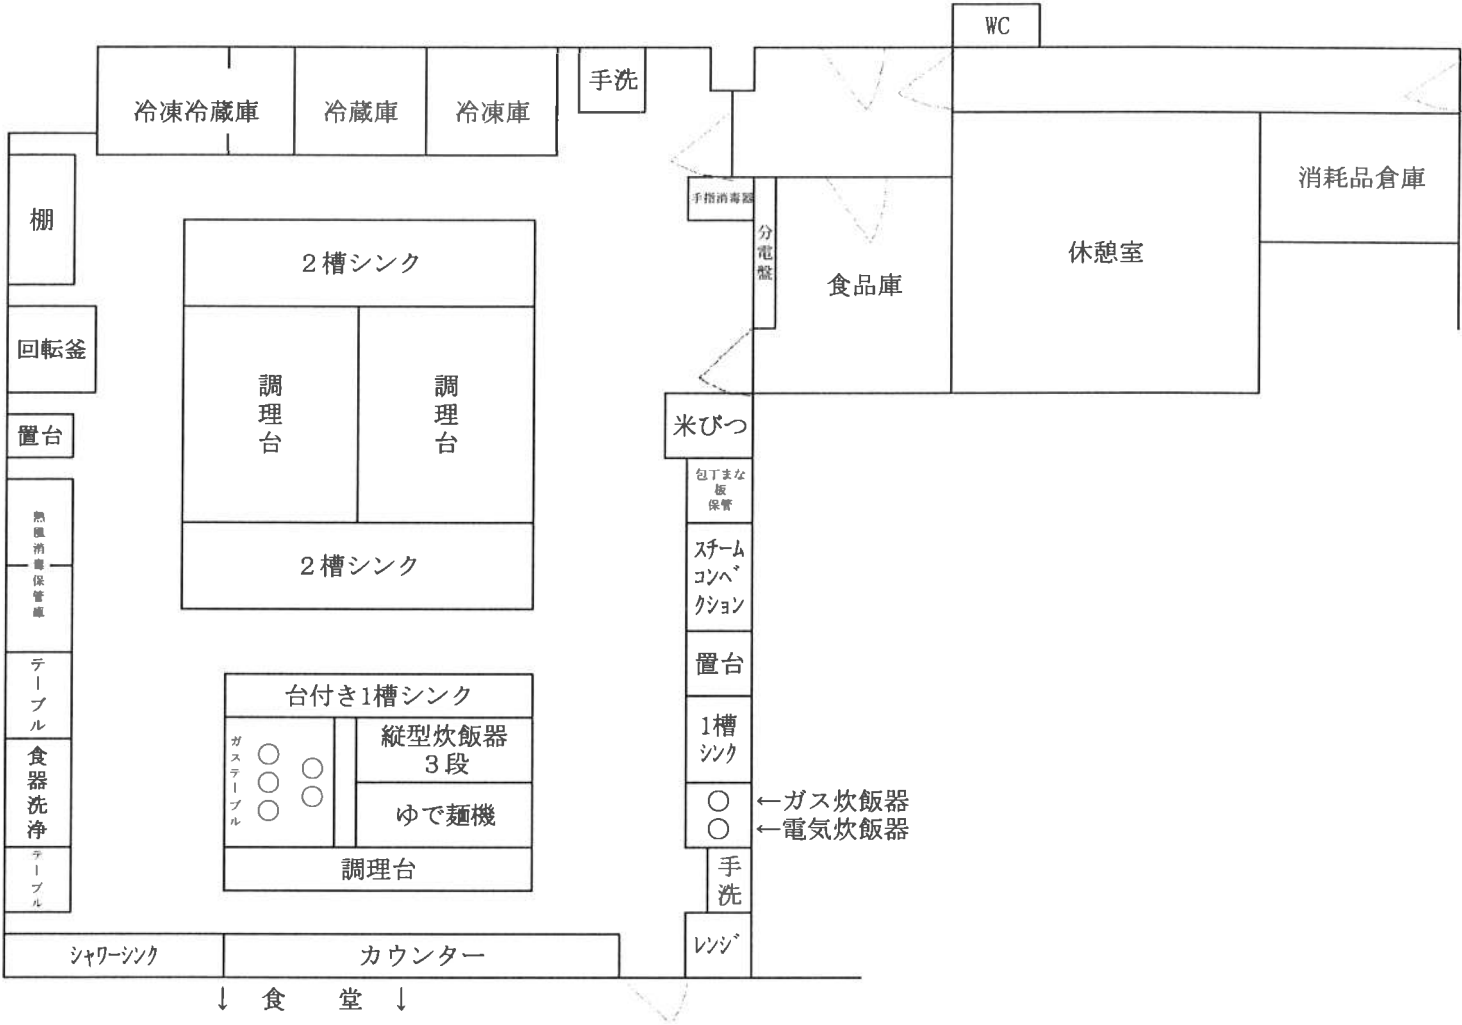 WC
手洗
冷凍冷蔵庫
冷蔵庫
冷凍庫
消耗品倉庫
手指消毒器
棚
分電盤
2槽シンク
休憩室
食品庫
回転釜
調理台
調理台
米びつ
置台
包丁まな
板
保管
熱風消毒保管庫
スチーム
コンベ
クション
2槽シンク
置台
テーブル
台付き1槽シンク
1槽
シンク
縦型炊飯器
3段
ガステーブル
食器洗浄
ゆで麺機
←ガス炊飯器
←電気炊飯器
テーブル
調理台
手洗
シャワーシンク
カウンター
レンジ
↓ 食 堂 ↓